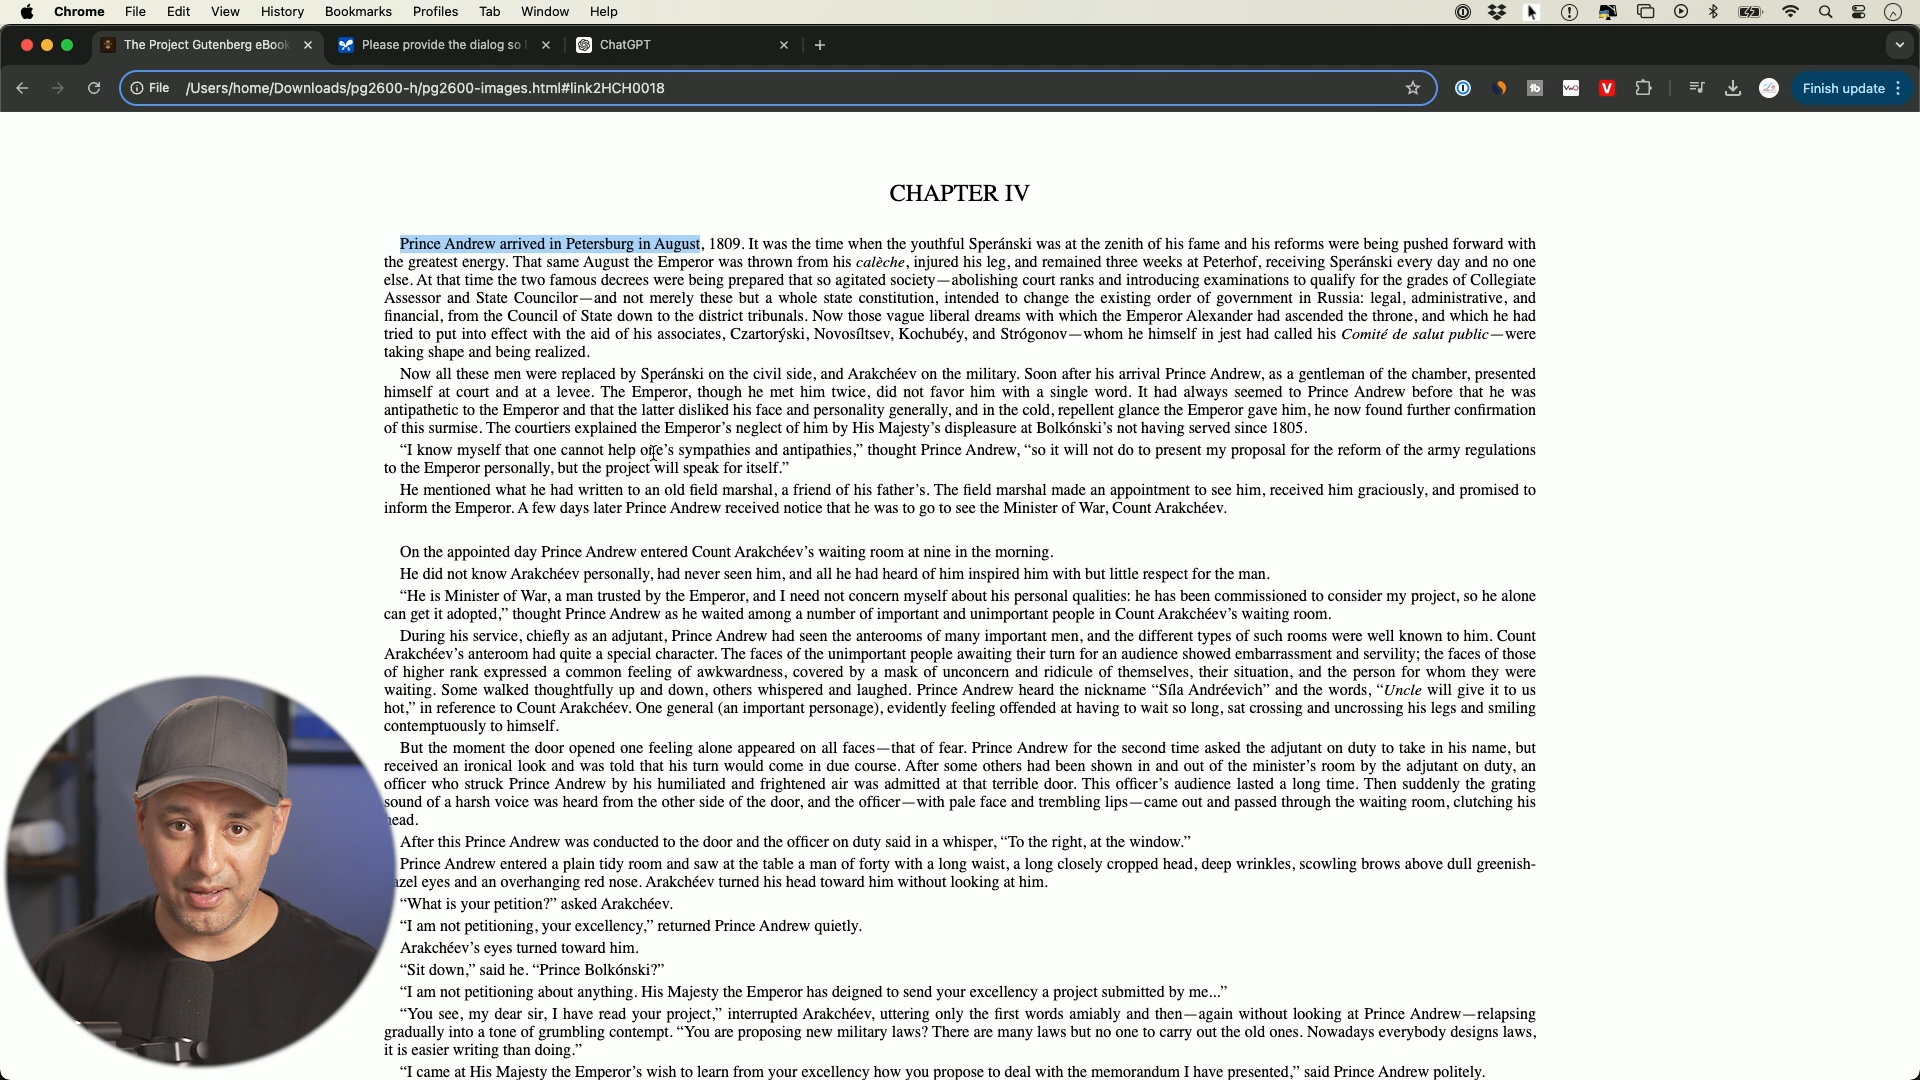 Chrome File Edit View History Bookmarks Profiles Tab Window Help
The Project Gutenberg eBook
Please provide the dialog so
ChatGPT
File /Users/home/Downloads/pg2600-h/pg2600-images.html#link2HCH0018
Finish update
CHAPTER IV
Prince Andrew arrived in Petersburg in August, 1809. It was the time when the youthful Speránski was at the zenith of his fame and his reforms were being pushed forward with
the greatest energy. That same August the Emperor was thrown from his calèche, injured his leg, and remained three weeks at Peterhof, receiving Speránski every day and no one
else. At that time the two famous decrees were being prepared that so agitated society—abolishing court ranks and introducing examinations to qualify for the grades of Collegiate
Assessor and State Councilor—and not merely these but a whole state constitution, intended to change the existing order of government in Russia: legal, administrative, and
financial, from the Council of State down to the district tribunals. Now those vague liberal dreams with which the Emperor Alexander had ascended the throne, and which he had
tried to put into effect with the aid of his associates, Czartorýski, Novosíltsev, Kochubéy, and Strógonov—whom he himself in jest had called his Comité de salut public—were
taking shape and being realized.
Now all these men were replaced by Speránski on the civil side, and Arakchéev on the military. Soon after his arrival Prince Andrew, as a gentleman of the chamber, presented
himself at court and at a levee. The Emperor, though he met him twice, did not favor him with a single word. It had always seemed to Prince Andrew before that he was
antipathetic to the Emperor and that the latter disliked his face and personality generally, and in the cold, repellent glance the Emperor gave him, he now found further confirmation
of this surmise. The courtiers explained the Emperor’s neglect of him by His Majesty’s displeasure at Bolkónski’s not having served since 1805.
“I know myself that one cannot help one’s sympathies and antipathies,” thought Prince Andrew, “so it will not do to present my proposal for the reform of the army regulations
to the Emperor personally, but the project will speak for itself.”
He mentioned what he had written to an old field marshal, a friend of his father’s. The field marshal made an appointment to see him, received him graciously, and promised to
inform the Emperor. A few days later Prince Andrew received notice that he was to go to see the Minister of War, Count Arakchéev.
On the appointed day Prince Andrew entered Count Arakchéev’s waiting room at nine in the morning.
He did not know Arakchéev personally, had never seen him, and all he had heard of him inspired him with but little respect for the man.
“He is Minister of War, a man trusted by the Emperor, and I need not concern myself about his personal qualities: he has been commissioned to consider my project, so he alone
can get it adopted,” thought Prince Andrew as he waited among a number of important and unimportant people in Count Arakchéev’s waiting room.
During his service, chiefly as an adjutant, Prince Andrew had seen the anterooms of many important men, and the different types of such rooms were well known to him. Count
Arakchéev’s anteroom had quite a special character. The faces of the unimportant people awaiting their turn for an audience showed embarrassment and servility; the faces of those
of higher rank expressed a common feeling of awkwardness, covered by a mask of unconcern and ridicule of themselves, their situation, and the person for whom they were
waiting. Some walked thoughtfully up and down, others whispered and laughed. Prince Andrew heard the nickname “Síla Andréevich” and the words, “Uncle will give it to us
hot,” in reference to Count Arakchéev. One general (an important personage), evidently feeling offended at having to wait so long, sat crossing and uncrossing his legs and smiling
contemptuously to himself.
But the moment the door opened one feeling alone appeared on all faces—that of fear. Prince Andrew for the second time asked the adjutant on duty to take in his name, but
received an ironical look and was told that his turn would come in due course. After some others had been shown in and out of the minister’s room by the adjutant on duty, an
officer who struck Prince Andrew by his humiliated and frightened air was admitted at that terrible door. This officer’s audience lasted a long time. Then suddenly the grating
sound of a harsh voice was heard from the other side of the door, and the officer—with pale face and trembling lips—came out and passed through the waiting room, clutching his
head.
After this Prince Andrew was conducted to the door and the officer on duty said in a whisper, “To the right, at the window.”
Prince Andrew entered a plain tidy room and saw at the table a man of forty with a long waist, a long closely cropped head, deep wrinkles, scowling brows above dull greenish-
azel eyes and an overhanging red nose. Arakchéev turned his head toward him without looking at him.
“What is your petition?” asked Arakchéev.
“I am not petitioning, your excellency,” returned Prince Andrew quietly.
Arakchéev’s eyes turned toward him.
“Sit down,” said he. “Prince Bolkónski?”
“I am not petitioning about anything. His Majesty the Emperor has deigned to send your excellency a project submitted by me...”
“You see, my dear sir, I have read your project,” interrupted Arakchéev, uttering only the first words amiably and then—again without looking at Prince Andrew—relapsing
gradually into a tone of grumbling contempt. “You are proposing new military laws? There are many laws but no one to carry out the old ones. Nowadays everybody designs laws,
it is easier writing than doing.”
“I came at His Majesty the Emperor’s wish to learn from your excellency how you propose to deal with the memorandum I have presented,” said Prince Andrew politely.